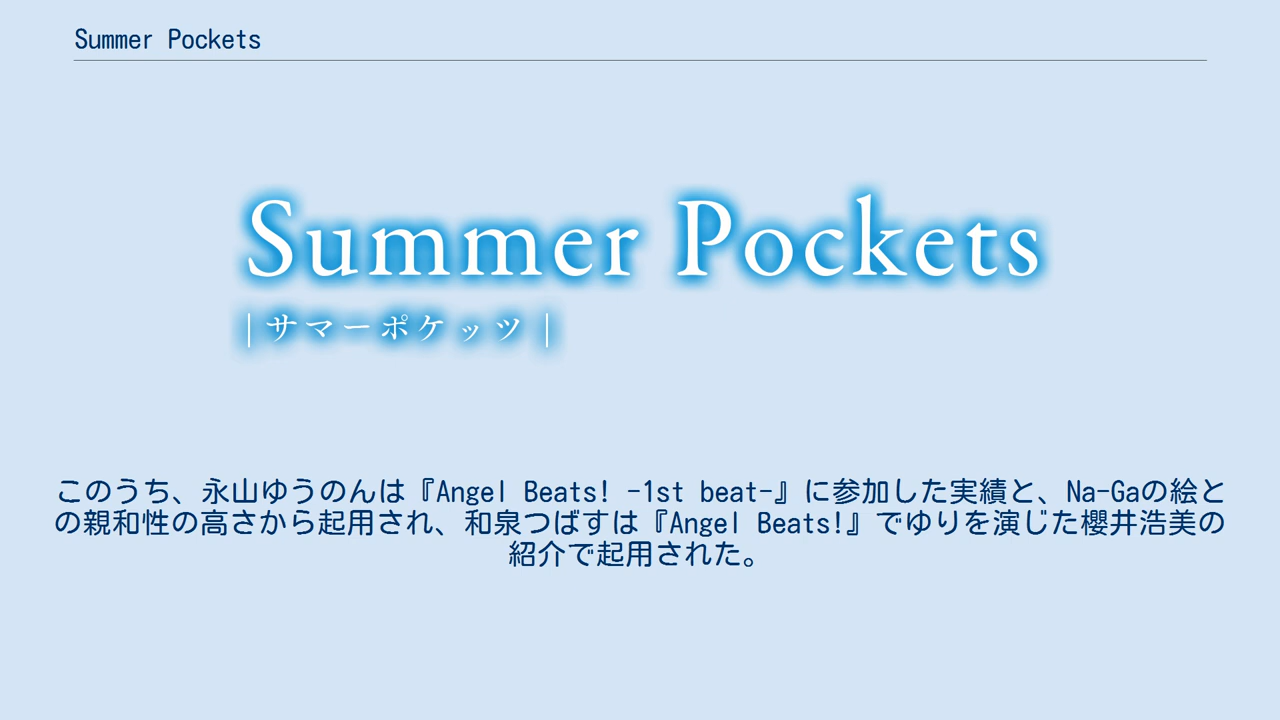 Summer Pockets
Summer Pockets
|サマーポケッツ|
このうち、永山ゆうのんは『Angel Beats! -1st beat-』に参加した実績と、Na-Gaの絵と
の親和性の高さから起用され、和泉つばすは『Angel Beats!』でゆりを演じた櫻井浩美の
紹介で起用された。